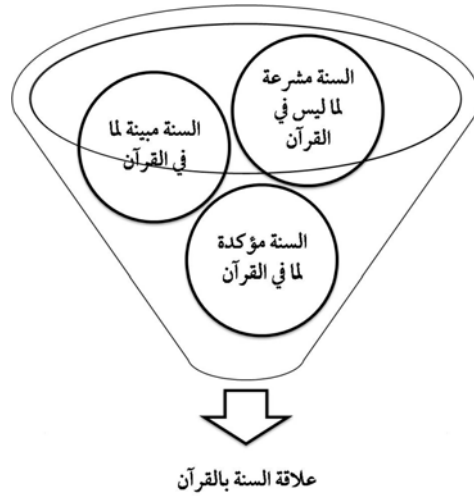 السنة مشرعة
لما ليس في
القرآن
السنة مبينة لما
في القرآن
السنة مؤكدة
لما في القرآن
علاقة السنة بالقرآن